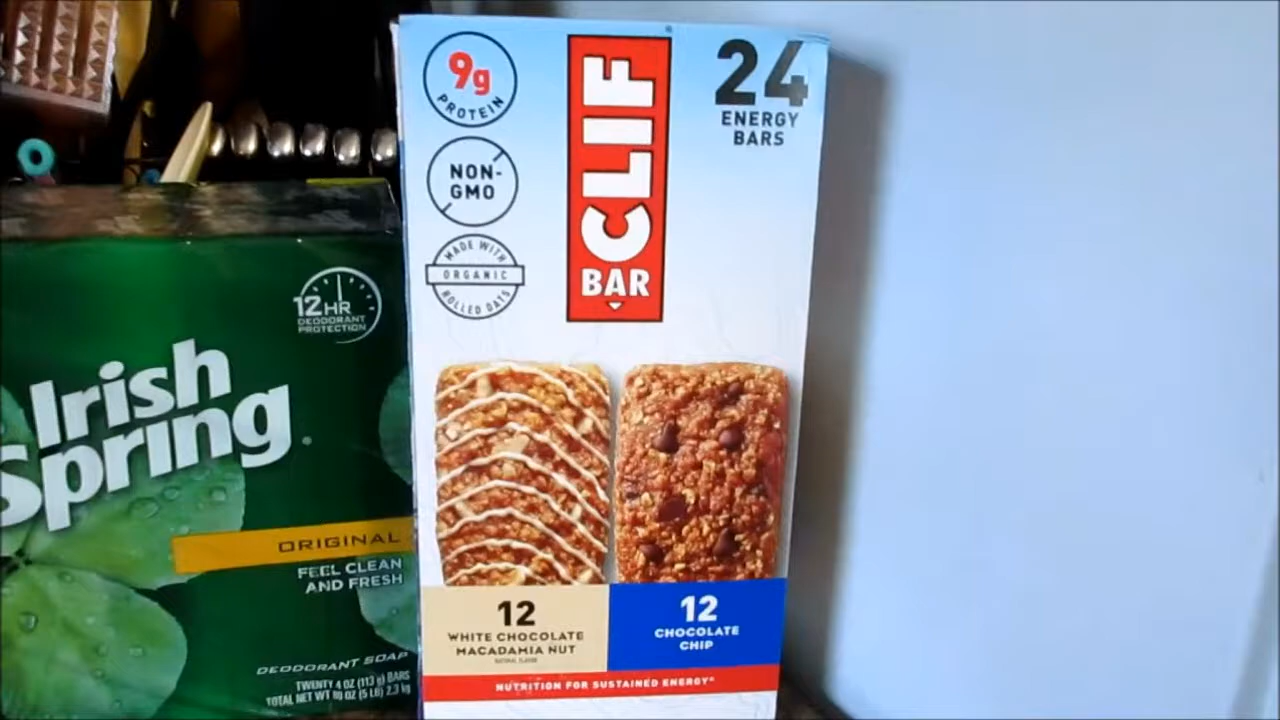 9g
PROTEIN
NON-
GMO
MADE WITH
ORGANIC
ROLLED OATS
CLIF
BAR
24
ENERGY
BARS
12
WHITE CHOCOLATE
MACADAMIA NUT
NATURAL FLAVOR
12
CHOCOLATE
CHIP
NUTRITION FOR SUSTAINED ENERGY®
12HR
DEODORANT
PROTECTION
Irish
Spring
ORIGINAL
FEEL CLEAN
AND FRESH
DEODORANT SOAP
TWENTY 4 OZ (113 g) BARS
TOTAL NET WT 80 OZ (5 LB) 2.3 kg